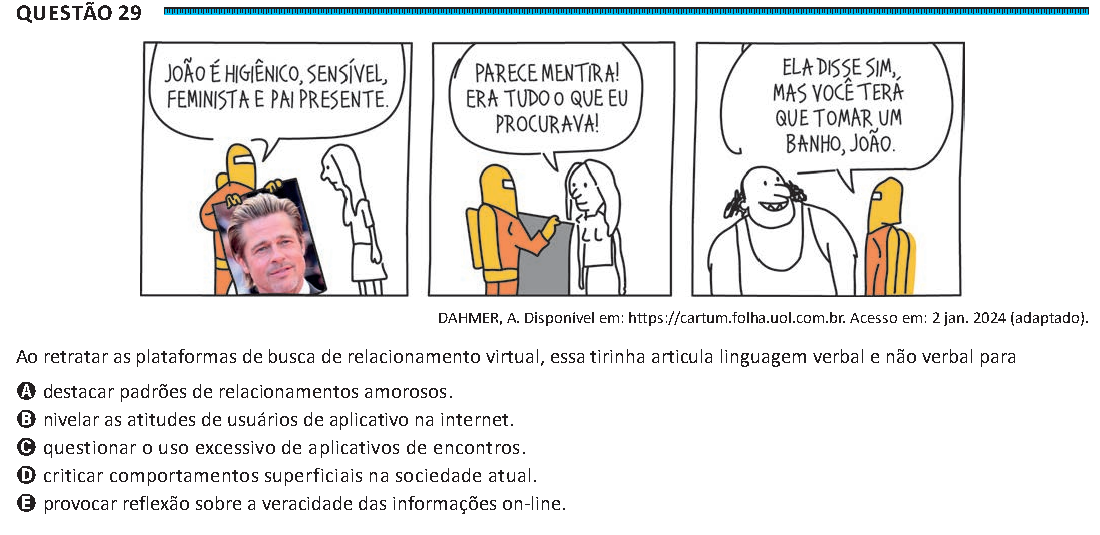 QUESTÃO 29
JOÃO É HIGIÊNICO, SENSÍVEL,
FEMINISTA E PAI PRESENTE.
PARECE MENTIRA!
ERA TUDO O QUE EU
PROCURAVA!
ELA DISSE SIM,
MAS VOCÊ TERÁ
QUE TOMAR UM
BANHO, JOÃO.
DAHMER, A. Disponível em: https://cartum.folha.uol.com.br. Acesso em: 2 jan. 2024 (adaptado).
Ao retratar as plataformas de busca de relacionamento virtual, essa tirinha articula linguagem verbal e não verbal para
A destacar padrões de relacionamentos amorosos.
B nivelar as atitudes de usuários de aplicativo na internet.
C questionar o uso excessivo de aplicativos de encontros.
D criticar comportamentos superficiais na sociedade atual.
E provocar reflexão sobre a veracidade das informações on-line.